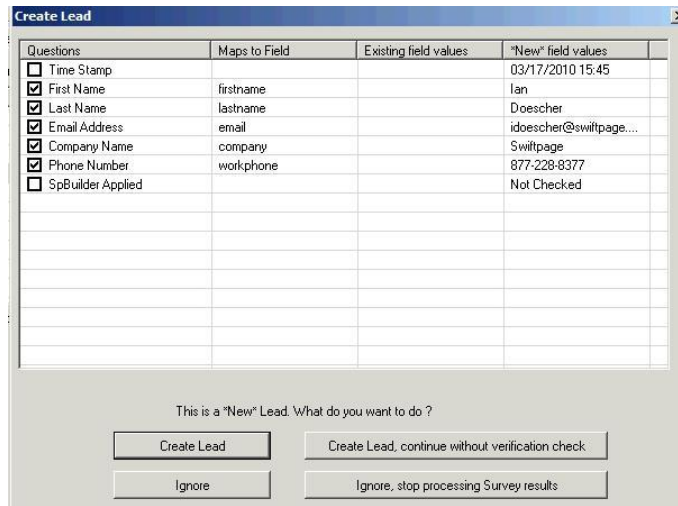 Create Lead
Questions Maps to Field Existing field values *New* field values
Time Stamp 03/17/2010 15:45
First Name firstname Ian
Last Name lastname Doescher
Email Address email idoescher@swiftpage....
Company Name company Swiftpage
Phone Number workphone 877-228-8377
SpBuilder Applied Not Checked
This is a *New* Lead. What do you want to do ?
Create Lead Create Lead, continue without verification check
Ignore Ignore, stop processing Survey results